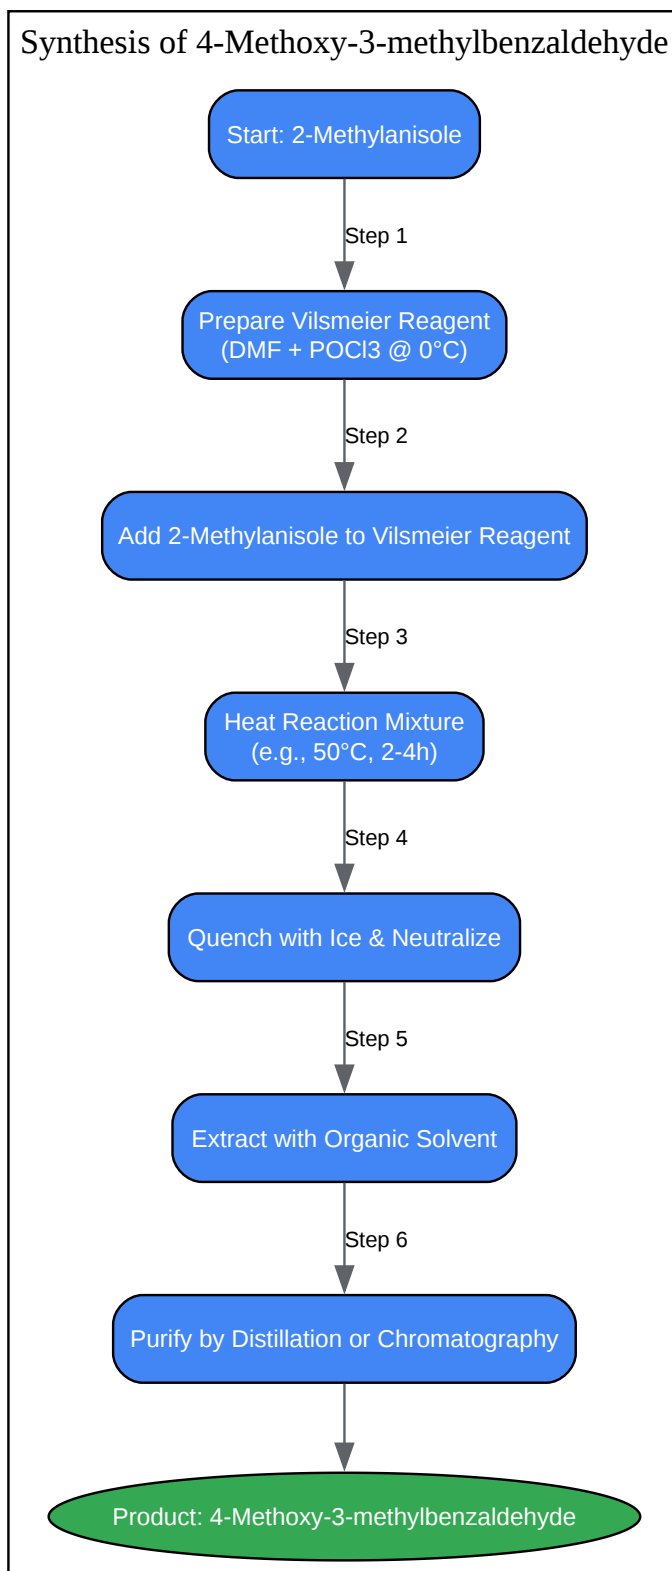 Synthesis of 4-Methoxy-3-methylbenzaldehyde
Start: 2-Methylanisole
Step 1
Prepare Vilsmeier Reagent
(DMF + POCl3 @ 0°C)
Step 2
Add 2-Methylanisole to Vilsmeier Reagent
Step 3
Heat Reaction Mixture
(e.g., 50°C, 2-4h)
Step 4
Quench with Ice & Neutralize
Step 5
Extract with Organic Solvent
Step 6
Purify by Distillation or Chromatography
Product: 4-Methoxy-3-methylbenzaldehyde